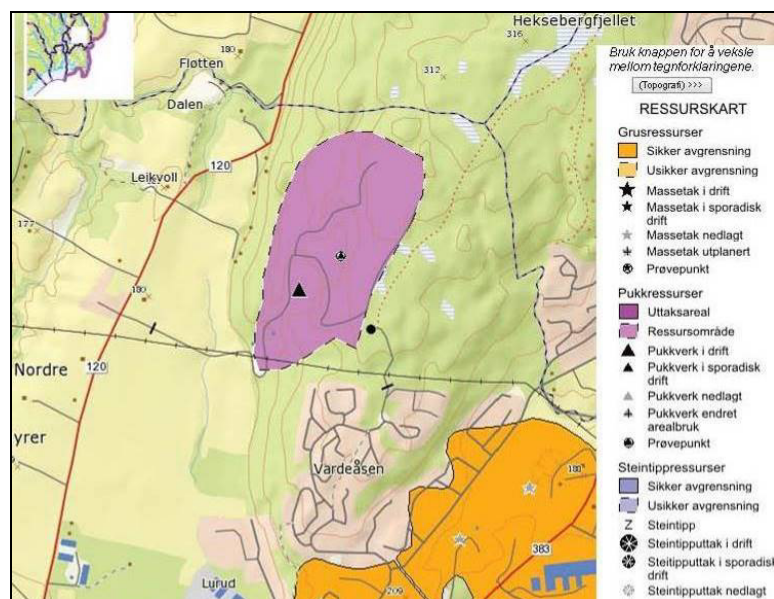 Heksebergfjellet
180
316
Fløtten
312
Dalen
120
Leikvoll
177
180
Nordre
120
yrer
Vardeåsen
180
383
Lurud
209
Bruk knappen for å veksle
mellom tegnforklaringene.
(Topografi) >>>
RESSURSKART
Grusressurser
Sikker avgrensning
Usikker avgrensning
Massetak i drift
Massetak i sporadisk
drift
Massetak nedlagt
Massetak utplanert
Prøvepunkt
Pukkressurser
Uttaksareal
Ressursområde
Pukkverk i drift
Pukkverk i sporadisk
drift
Pukkverk nedlagt
Pukkverk endret
arealbruk
Prøvepunkt
Steintippressurser
Sikker avgrensning
Usikker avgrensning
Steintipp
Steintipputtak i drift
Steitipputtak i sporadisk
drift
Steintipputtak nedlagt